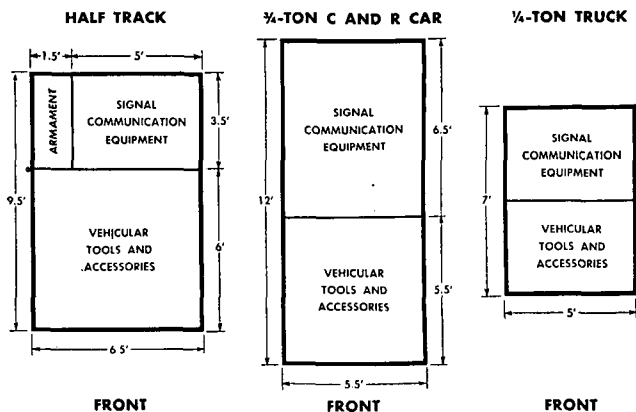 HALF TRACK
1.5'
5'
ARMAMENT
SIGNAL
COMMUNICATION
EQUIPMENT
3.5'
9.5'
VEHICULAR
TOOLS AND
ACCESSORIES
6'
6 5'
FRONT
¾-TON C AND R CAR
SIGNAL
COMMUNICATION
EQUIPMENT
6.5'
12'
VEHICULAR
TOOLS AND
ACCESSORIES
5.5'
5.5'
FRONT
¼-TON TRUCK
SIGNAL
COMMUNICATION
EQUIPMENT
7'
VEHICULAR
TOOLS AND
ACCESSORIES
5'
FRONT